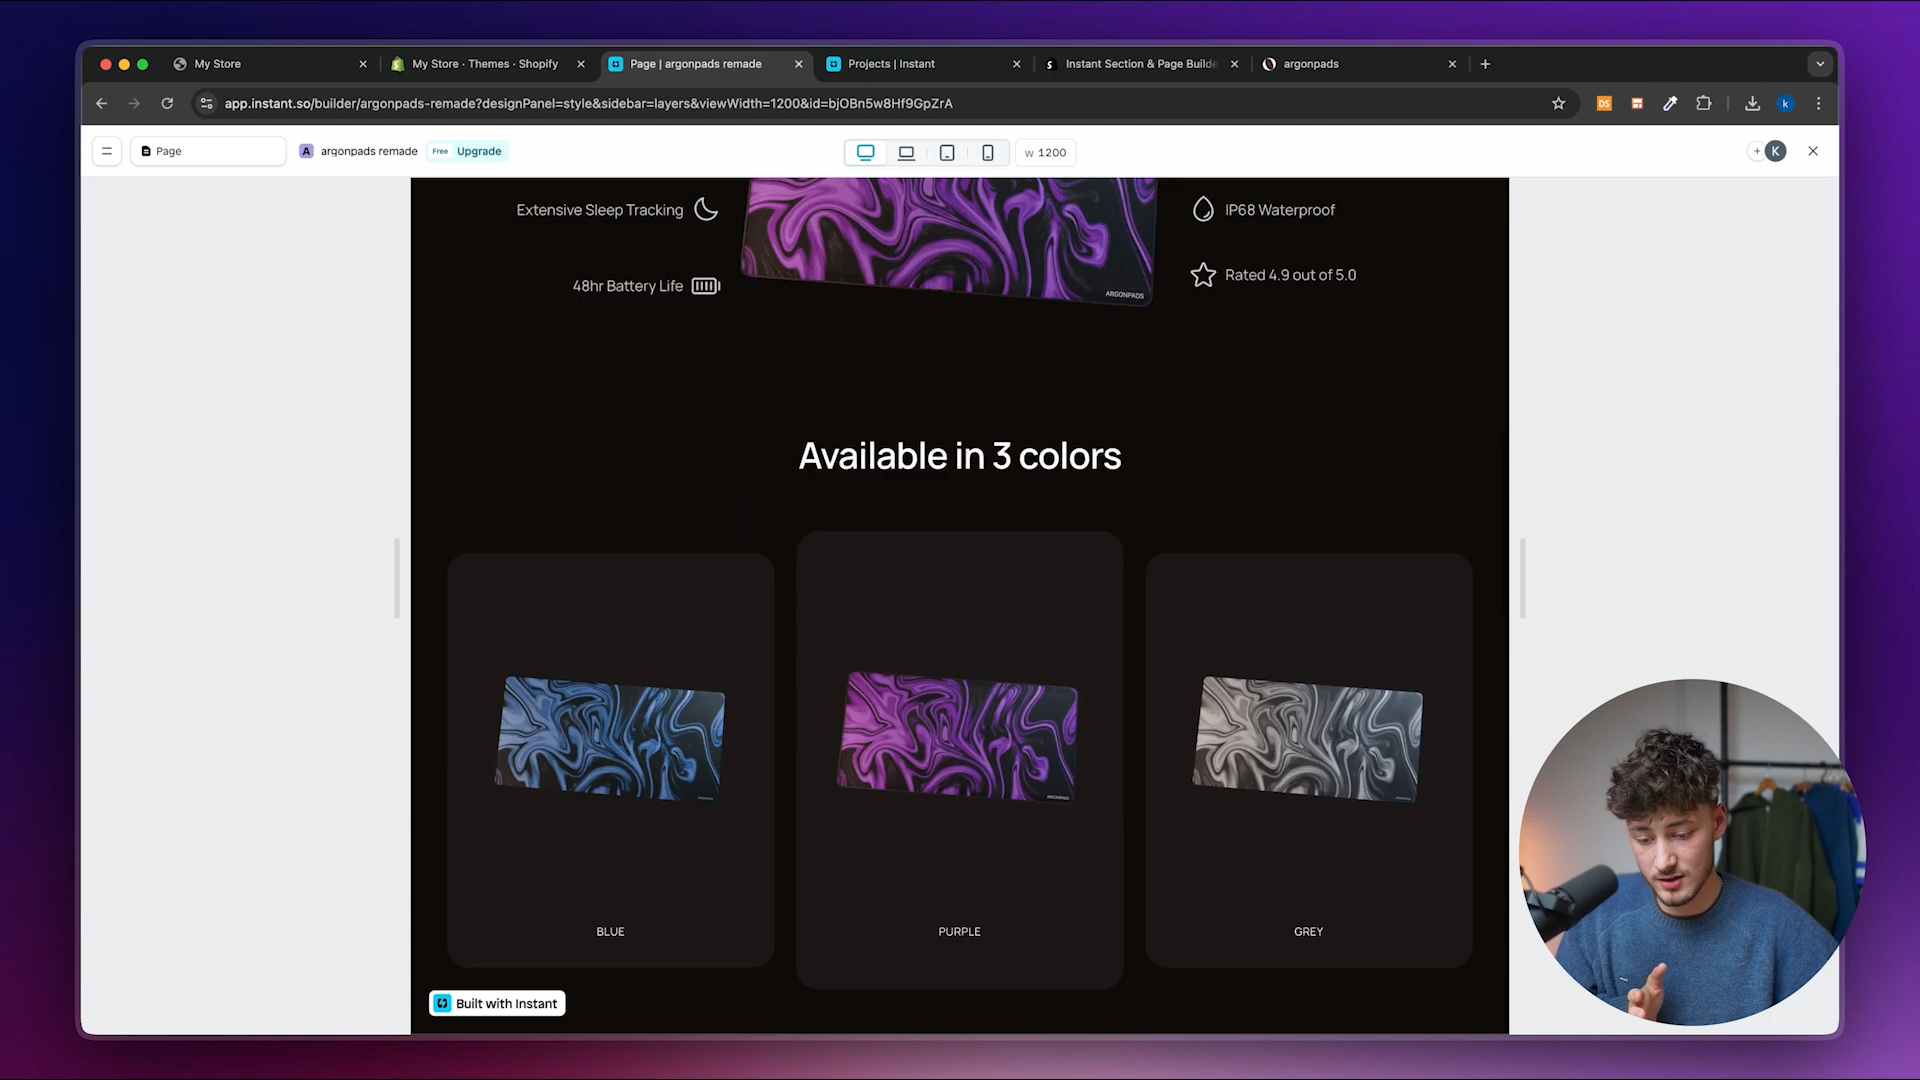 My Store
My Store · Themes · Shopify
Page | argonpads remade
Projects | Instant
Instant Section & Page Builde
argonpads
app.instant.so/builder/argonpads-remade?designPanel=style&sidebar=layers&viewWidth=1200&id=bjOBn5w8Hf9GpZrA
DS
k
Page
A argonpads remade
Free Upgrade
W 1200
K
Extensive Sleep Tracking
IP68 Waterproof
48hr Battery Life
Rated 4.9 out of 5.0
ARGONPADS
Available in 3 colors
ARGONPADS
BLUE
PURPLE
GREY
Built with Instant